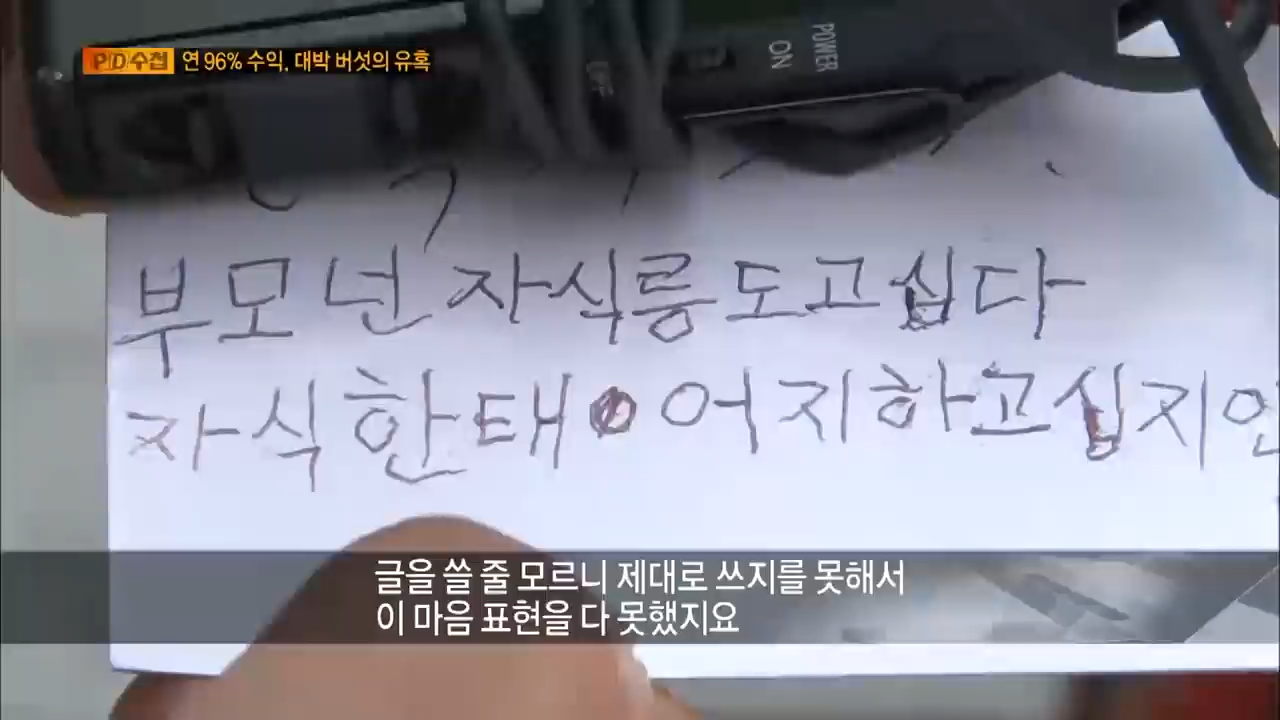 PD수첩 연 96% 수익, 대박 버섯의 유혹
POWER
ON
OFF
부모넌 자식릉도고십다
자식한태 어지하고십지안
글을 쓸 줄 모르니 제대로 쓰지를 못해서
이 마음 표현을 다 못했지요